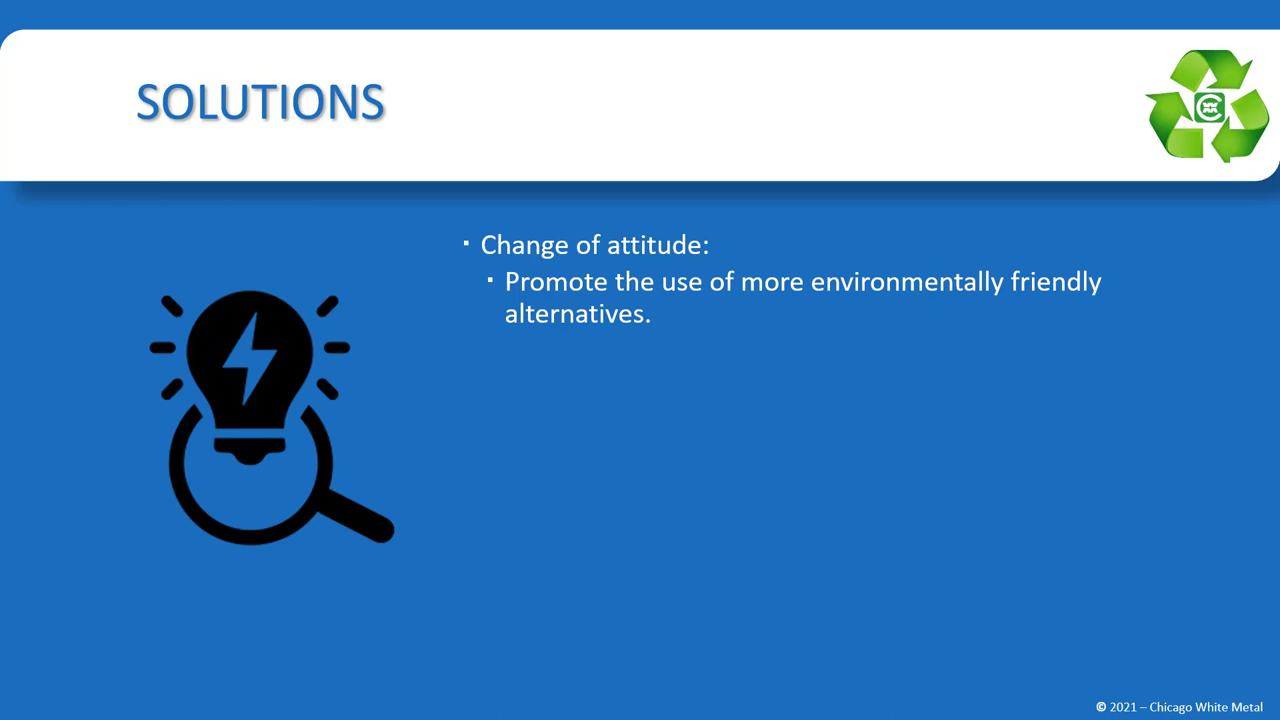 SOLUTIONS
▪ Change of attitude:
▪ Promote the use of more environmentally friendly
alternatives.
© 2021 – Chicago White Metal